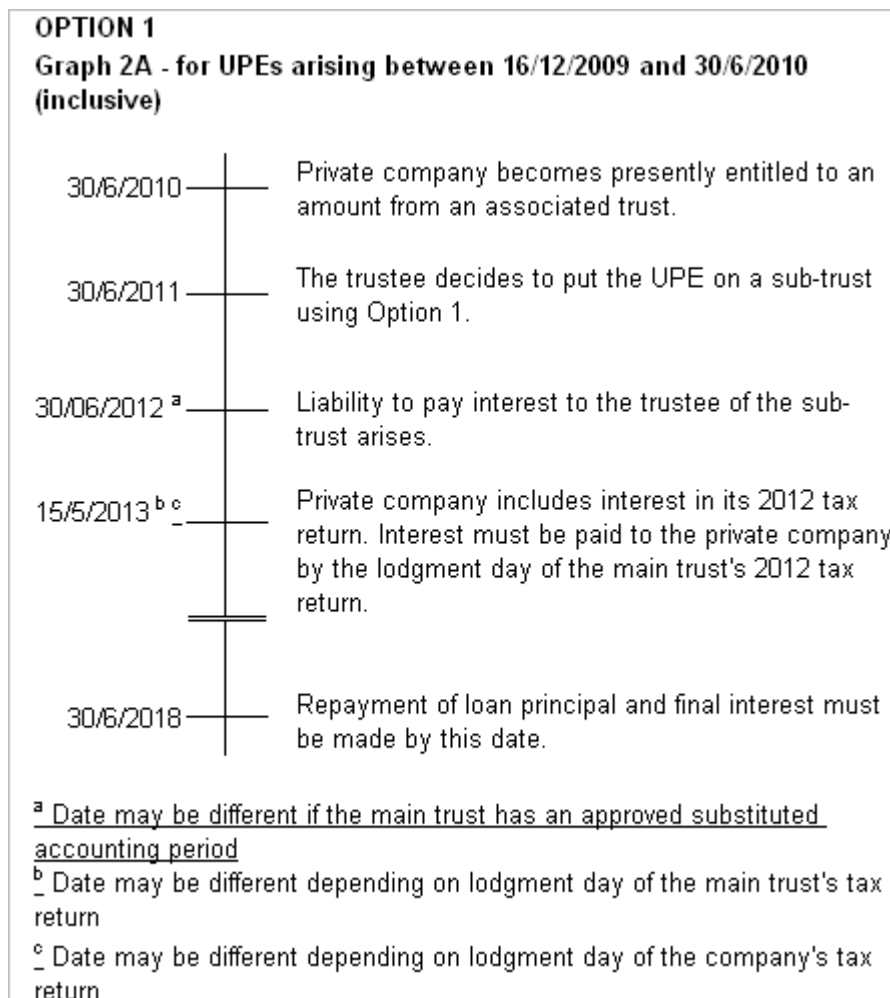 OPTION 1
Graph 2A - for UPEs arising between 16/12/2009 and 30/6/2010
(inclusive)
30/6/2010
Private company becomes presently entitled to an
amount from an associated trust.
30/6/2011
The trustee decides to put the UPE on a sub-trust
using Option 1.
30/06/2012 a
Liability to pay interest to the trustee of the sub-
trust arises.
15/5/2013 b c
Private company includes interest in its 2012 tax
return. Interest must be paid to the private company
by the lodgment day of the main trust's 2012 tax
return.
30/6/2018
Repayment of loan principal and final interest must
be made by this date.
a Date may be different if the main trust has an approved substituted
accounting period
b Date may be different depending on lodgment day of the main trust's tax
return
c Date may be different depending on lodgment day of the company's tax
return